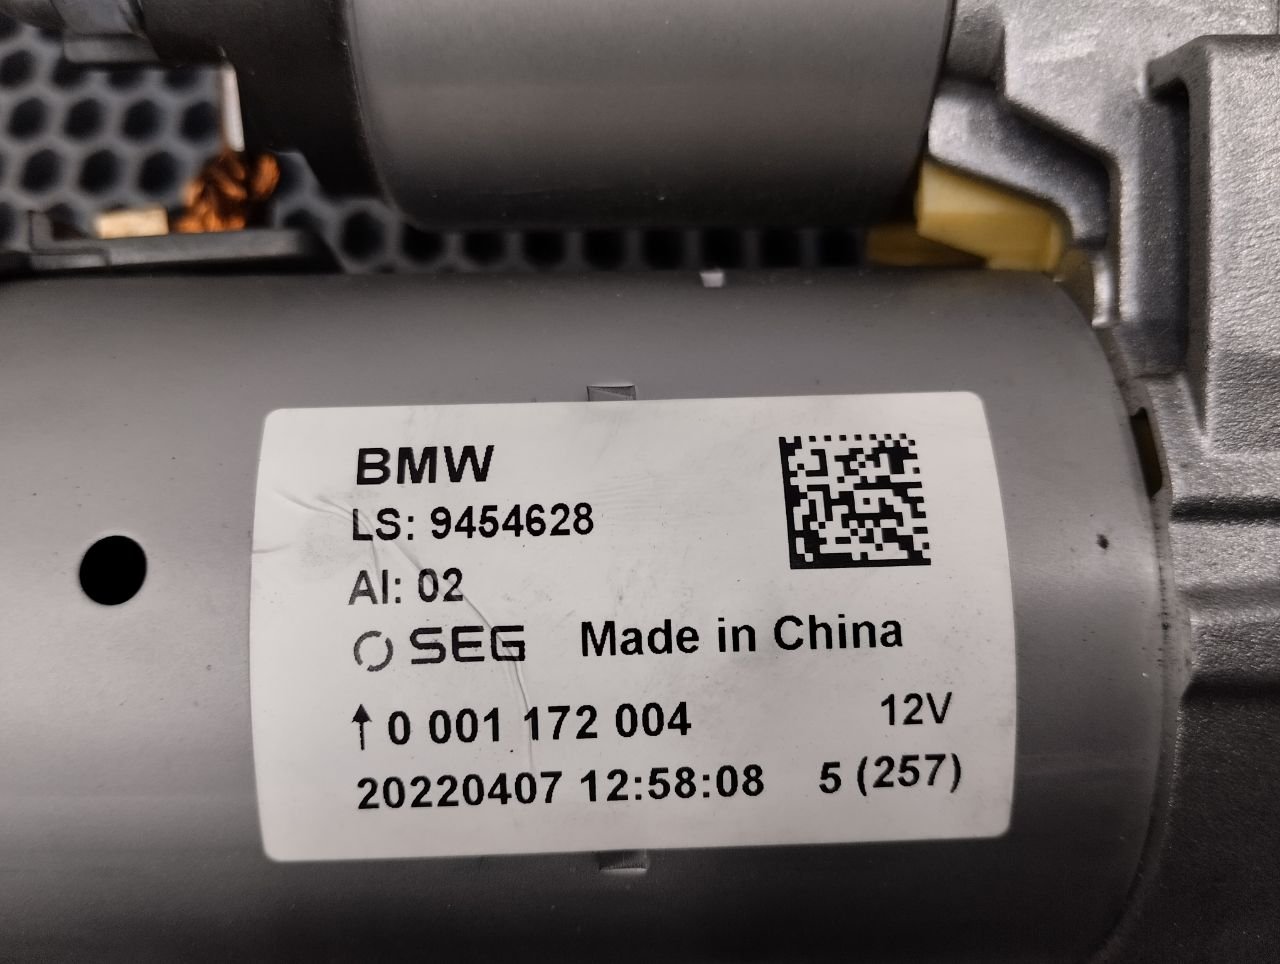 BMW
LS: 9454628
AI: 02
SEG Made in China
↑0 001 172 004 12V
20220407 12:58:08 5 (257)